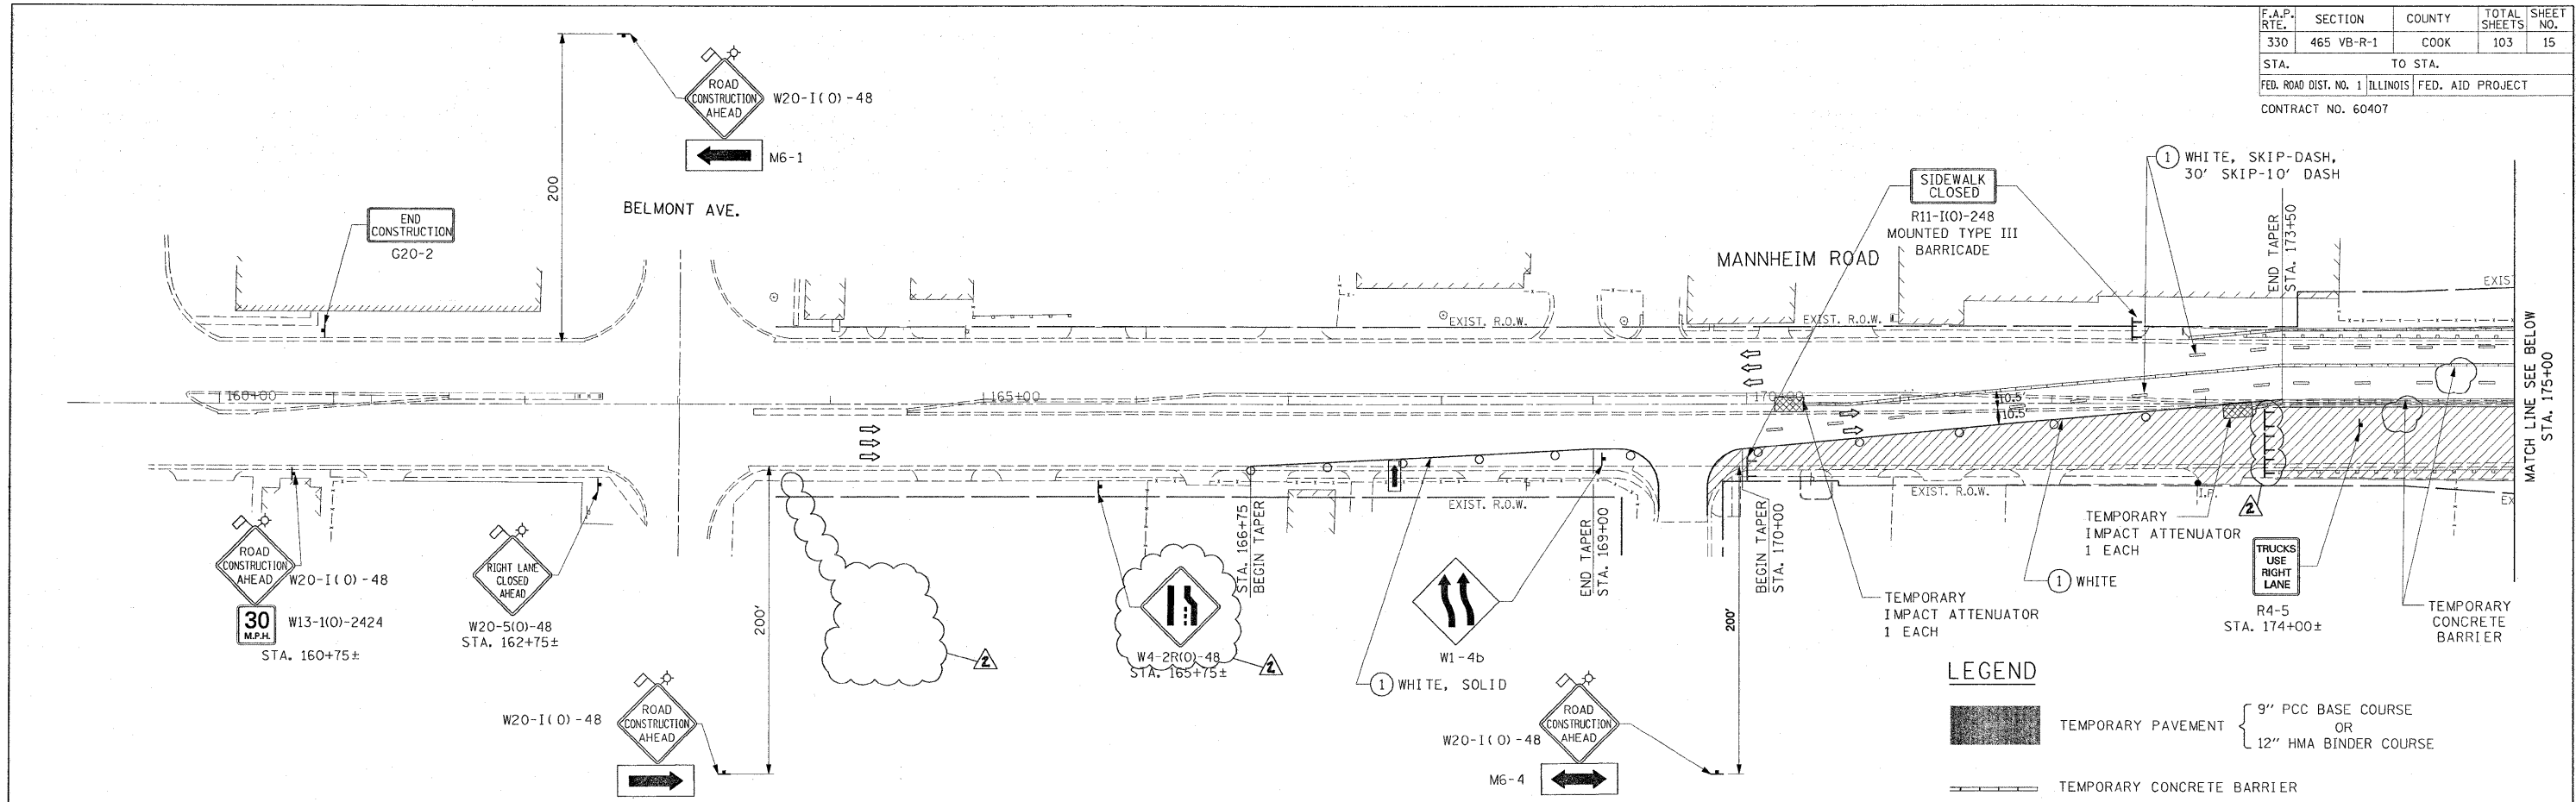 F.A.P. RTE. SECTION COUNTY TOTAL SHEETS SHEET NO.
330 465 VB-R-1 COOK 103 15
STA. TO STA.
FED. ROAD DIST. NO. 1 ILLINOIS FED. AID PROJECT
CONTRACT NO. 60407
ROAD
CONSTRUCTION
AHEAD
W20-I(O)-48
M6-1
200
BELMONT AVE.
END
CONSTRUCTION
G20-2
SIDEWALK
CLOSED
R11-I(O)-248
MOUNTED TYPE III
BARRICADE
MANNHEIM ROAD
1 WHITE, SKIP-DASH,
30' SKIP-10' DASH
END TAPER
STA. 173+50
EXIST. R.O.W.
EXIST. R.O.W.
EXIS
MATCH LINE SEE BELOW
STA. 175+00
160+00
165+00
170+00
10.5'
10.5'
EXIST. R.O.W.
EXIST. R.O.W.
EX
I.P.
ROAD
CONSTRUCTION
AHEAD
W20-I(O)-48
30
M.P.H.
W13-1(O)-2424
STA. 160+75±
RIGHT LANE
CLOSED
AHEAD
W20-5(O)-48
STA. 162+75±
200'
2
W4-2R(O)-48
STA. 165+75±
2
STA. 166+75
BEGIN TAPER
1 WHITE, SOLID
W1-4b
END TAPER
STA. 169+00
BEGIN TAPER
STA. 170+00
200'
TEMPORARY
IMPACT ATTENUATOR
1 EACH
1 WHITE
TEMPORARY
IMPACT ATTENUATOR
1 EACH
2
TRUCKS
USE
RIGHT
LANE
R4-5
STA. 174+00±
TEMPORARY
CONCRETE
BARRIER
W20-I(O)-48
ROAD
CONSTRUCTION
AHEAD
W20-I(O)-48
ROAD
CONSTRUCTION
AHEAD
M6-4
LEGEND
TEMPORARY PAVEMENT
9" PCC BASE COURSE
OR
12" HMA BINDER COURSE
TEMPORARY CONCRETE BARRIER